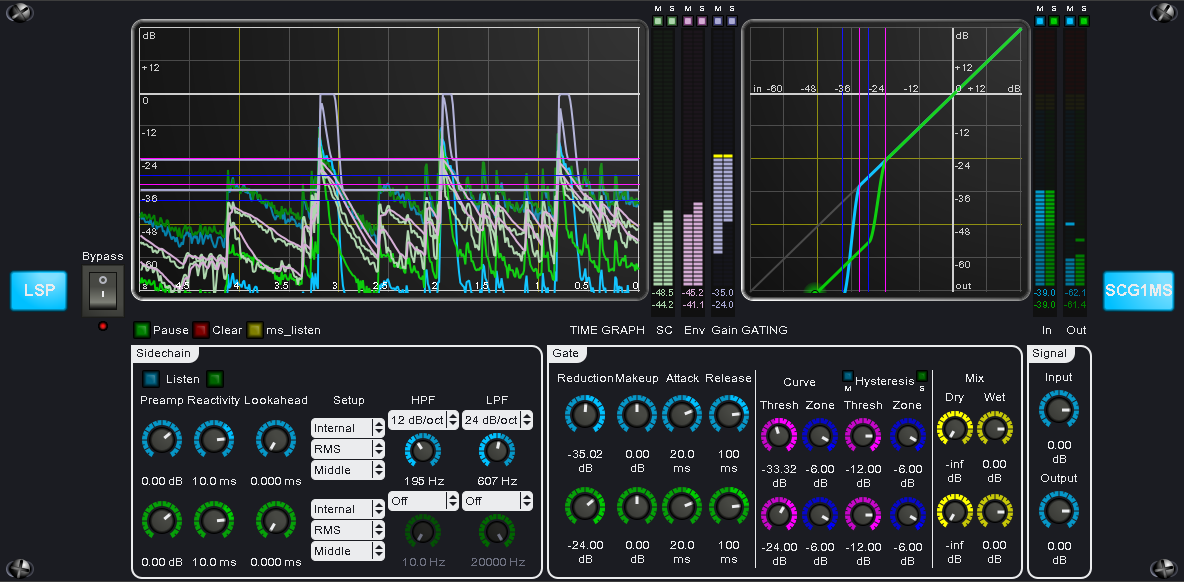 M S M S M S
M S M S
dB
+12
0
-12
-24
-36
-48
-60
3.5 3 2.5 2 1.5 1 0.5 0
dB
+12
in -60 -48 -36 -24 -12 0 +12 dB
-12
-24
-36
-48
-60
out
-48.5 -45.2 -35.0
-44.2 -41.1 -24.0
-39.0 -62.1
-39.0 -61.4
LSP
Bypass
SCG1MS
Pause Clear ms_listen
TIME GRAPH SC Env Gain GATING
In Out
Sidechain
Listen
Preamp Reactivity Lookahead Setup HPF LPF
Internal
RMS
Middle
12 dB/oct 24 dB/oct
0.00 dB 10.0 ms 0.000 ms 195 Hz 607 Hz
Internal
RMS
Middle
Off Off
0.00 dB 10.0 ms 0.000 ms 10.0 Hz 20000 Hz
Gate
Reduction Makeup Attack Release
Curve M Hysteresis S Mix
Thresh Zone Thresh Zone Dry Wet
-35.02 dB 0.00 dB 20.0 ms 100 ms
-33.32 dB -6.00 dB -12.00 dB -6.00 dB -inf dB 0.00 dB
-24.00 dB 0.00 dB 20.0 ms 100 ms
-24.00 dB -6.00 dB -12.00 dB -6.00 dB -inf dB 0.00 dB
Signal
Input
0.00
dB
Output
0.00
dB